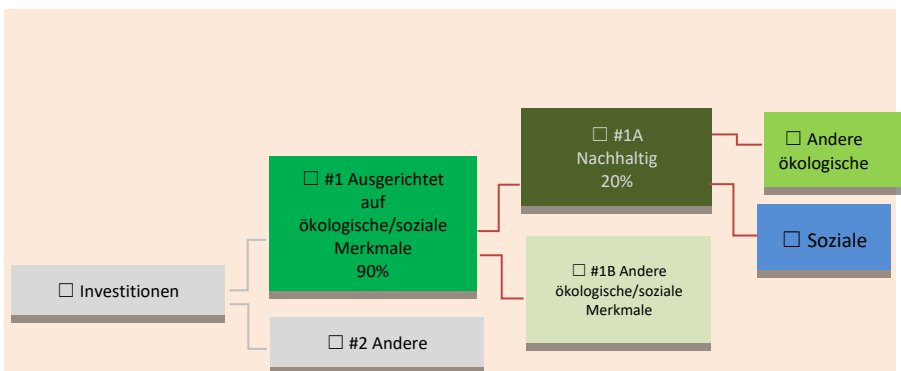 ☐ Investitionen
☐ #1 Ausgerichtet
auf
ökologische/soziale
Merkmale
90%
☐ #2 Andere
☐ #1A
Nachhaltig
20%
☐ #1B Andere
ökologische/soziale
Merkmale
☐ Andere
ökologische
☐ Soziale